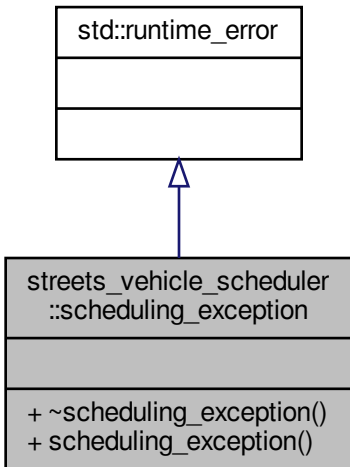 std::runtime_error
streets_vehicle_scheduler
::scheduling_exception
+ ~scheduling_exception()
+ scheduling_exception()